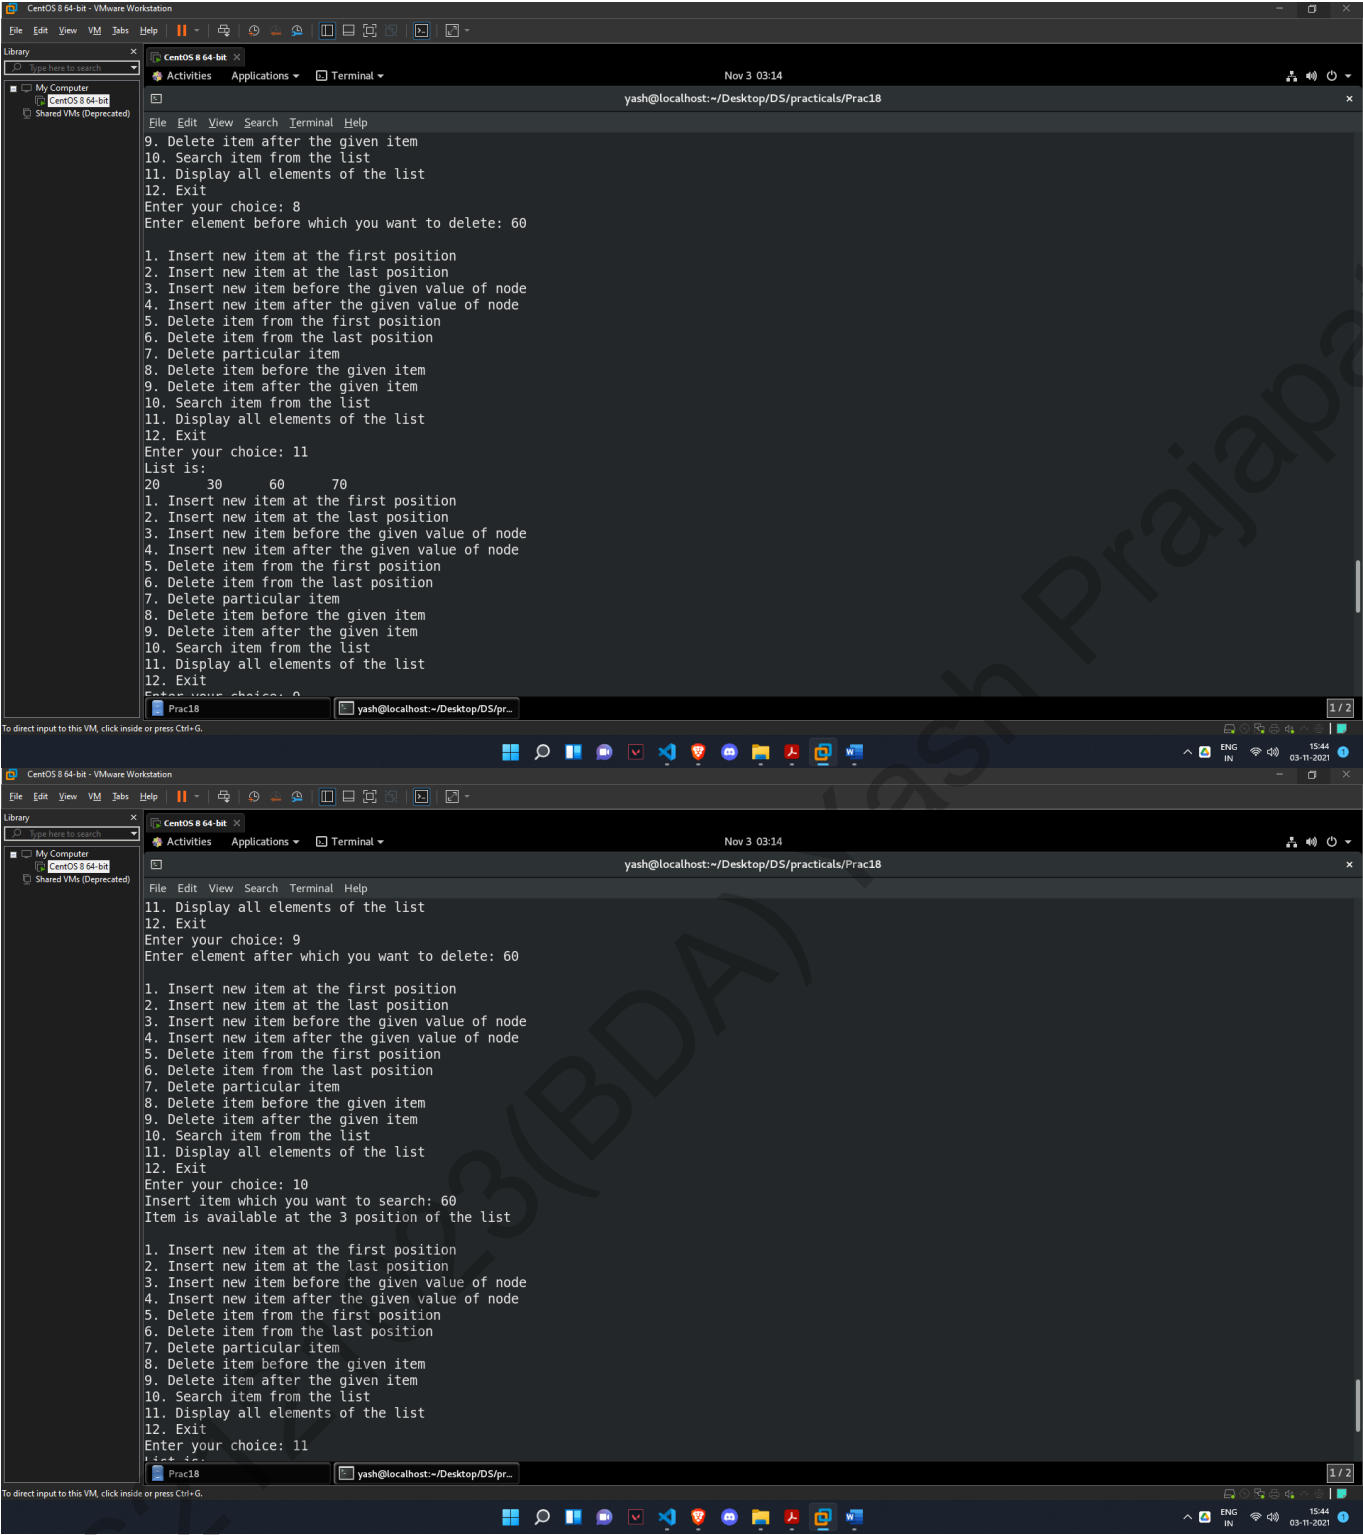 CentOS 8 64-bit - VMware Workstation
File Edit View VM Tabs Help
Library
Type here to search
My Computer
CentOS 8 64-bit
Shared VMs (Deprecated)
CentOS 8 64-bit
Activities Applications Terminal Nov 3 03:14
yash@localhost:~/Desktop/DS/practicals/Prac18
File Edit View Search Terminal Help
9. Delete item after the given item
10. Search item from the list
11. Display all elements of the list
12. Exit
Enter your choice: 8
Enter element before which you want to delete: 60
1. Insert new item at the first position
2. Insert new item at the last position
3. Insert new item before the given value of node
4. Insert new item after the given value of node
5. Delete item from the first position
6. Delete item from the last position
7. Delete particular item
8. Delete item before the given item
9. Delete item after the given item
10. Search item from the list
11. Display all elements of the list
12. Exit
Enter your choice: 11
List is:
20 30 60 70
1. Insert new item at the first position
2. Insert new item at the last position
3. Insert new item before the given value of node
4. Insert new item after the given value of node
5. Delete item from the first position
6. Delete item from the last position
7. Delete particular item
8. Delete item before the given item
9. Delete item after the given item
10. Search item from the list
11. Display all elements of the list
12. Exit
Enter your choice: 9
Prac18 yash@localhost:~/Desktop/DS/pr... 1 / 2
To direct input to this VM, click inside or press Ctrl+G.
ENG IN 15:44 03-11-2021 1
CentOS 8 64-bit - VMware Workstation
File Edit View VM Tabs Help
Library
Type here to search
My Computer
CentOS 8 64-bit
Shared VMs (Deprecated)
CentOS 8 64-bit
Activities Applications Terminal Nov 3 03:14
yash@localhost:~/Desktop/DS/practicals/Prac18
File Edit View Search Terminal Help
11. Display all elements of the list
12. Exit
Enter your choice: 9
Enter element after which you want to delete: 60
1. Insert new item at the first position
2. Insert new item at the last position
3. Insert new item before the given value of node
4. Insert new item after the given value of node
5. Delete item from the first position
6. Delete item from the last position
7. Delete particular item
8. Delete item before the given item
9. Delete item after the given item
10. Search item from the list
11. Display all elements of the list
12. Exit
Enter your choice: 10
Insert item which you want to search: 60
Item is available at the 3 position of the list
1. Insert new item at the first position
2. Insert new item at the last position
3. Insert new item before the given value of node
4. Insert new item after the given value of node
5. Delete item from the first position
6. Delete item from the last position
7. Delete particular item
8. Delete item before the given item
9. Delete item after the given item
10. Search item from the list
11. Display all elements of the list
12. Exit
Enter your choice: 11
List is:
Prac18 yash@localhost:~/Desktop/DS/pr... 1 / 2
To direct input to this VM, click inside or press Ctrl+G.
ENG IN 15:44 03-11-2021 1